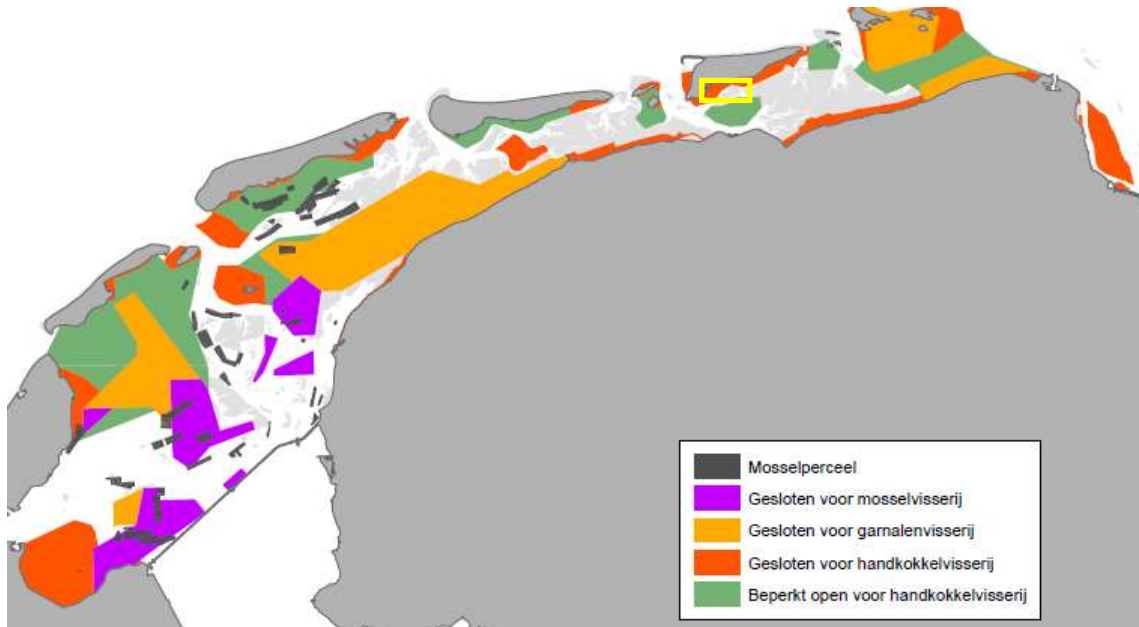 Mosselperceel
Gesloten voor mosselvisserij
Gesloten voor garnalenvisserij
Gesloten voor handkokkelvisserij
Beperkt open voor handkokkelvisserij